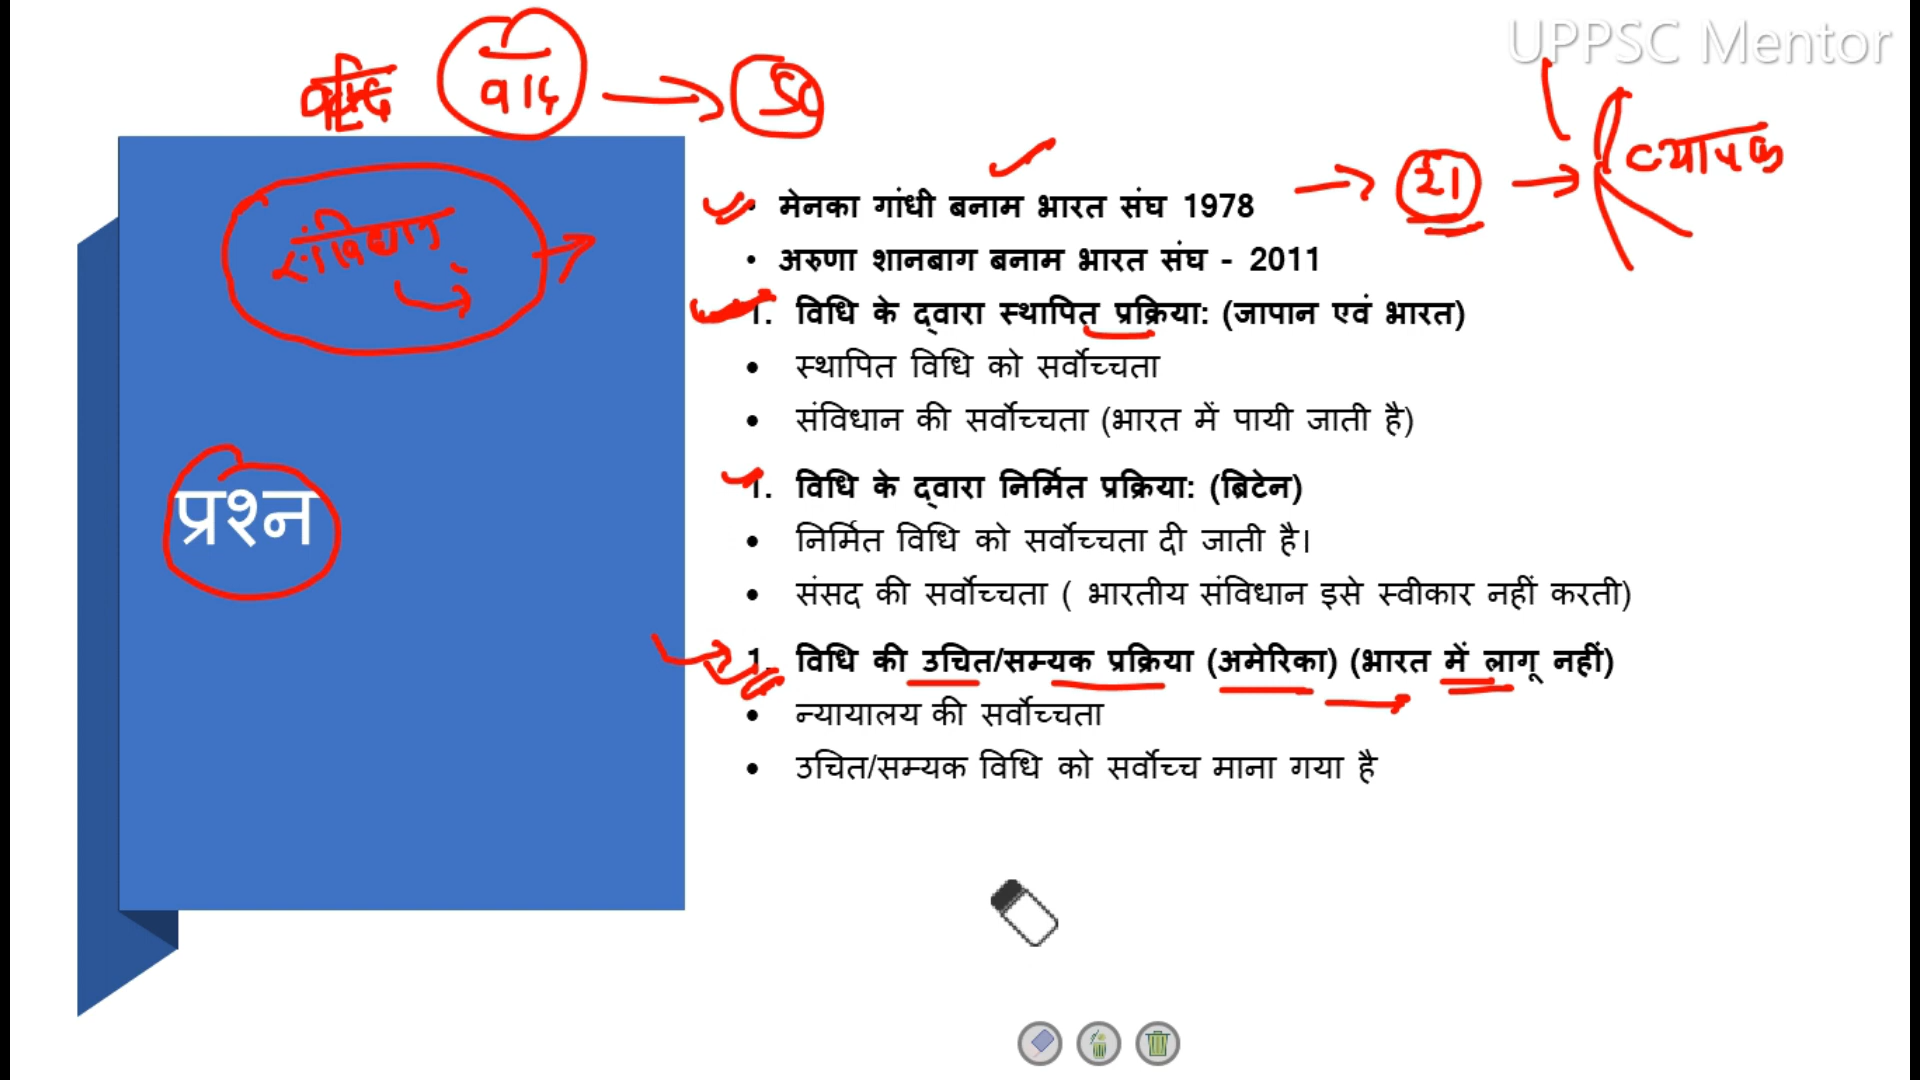 UPPSC Mentor
वाद → SC
संविधान में
प्रश्न
• मेनका गांधी बनाम भारत संघ 1978 → 21 → व्यापक
• अरुणा शानबाग बनाम भारत संघ - 2011
1. विधि के द्वारा स्थापित प्रक्रिया: (जापान एवं भारत)
• स्थापित विधि को सर्वोच्चता
• संविधान की सर्वोच्चता (भारत में पायी जाती है)
1. विधि के द्वारा निर्मित प्रक्रिया: (ब्रिटेन)
• निर्मित विधि को सर्वोच्चता दी जाती है।
• संसद की सर्वोच्चता ( भारतीय संविधान इसे स्वीकार नहीं करती)
1. विधि की उचित/सम्यक प्रक्रिया (अमेरिका) (भारत में लागू नहीं)
• न्यायालय की सर्वोच्चता
• उचित/सम्यक विधि को सर्वोच्च माना गया है